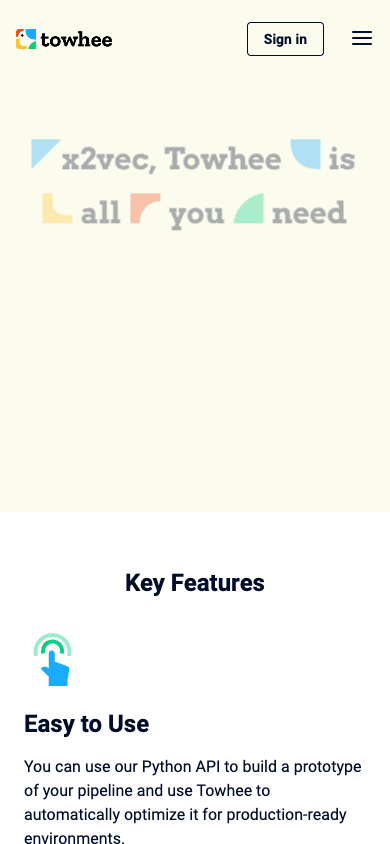 towhee
Sign in
x2vec, Towhee is
all you need
Key Features
Easy to Use
You can use our Python API to build a prototype
of your pipeline and use Towhee to
automatically optimize it for production-ready
environments.